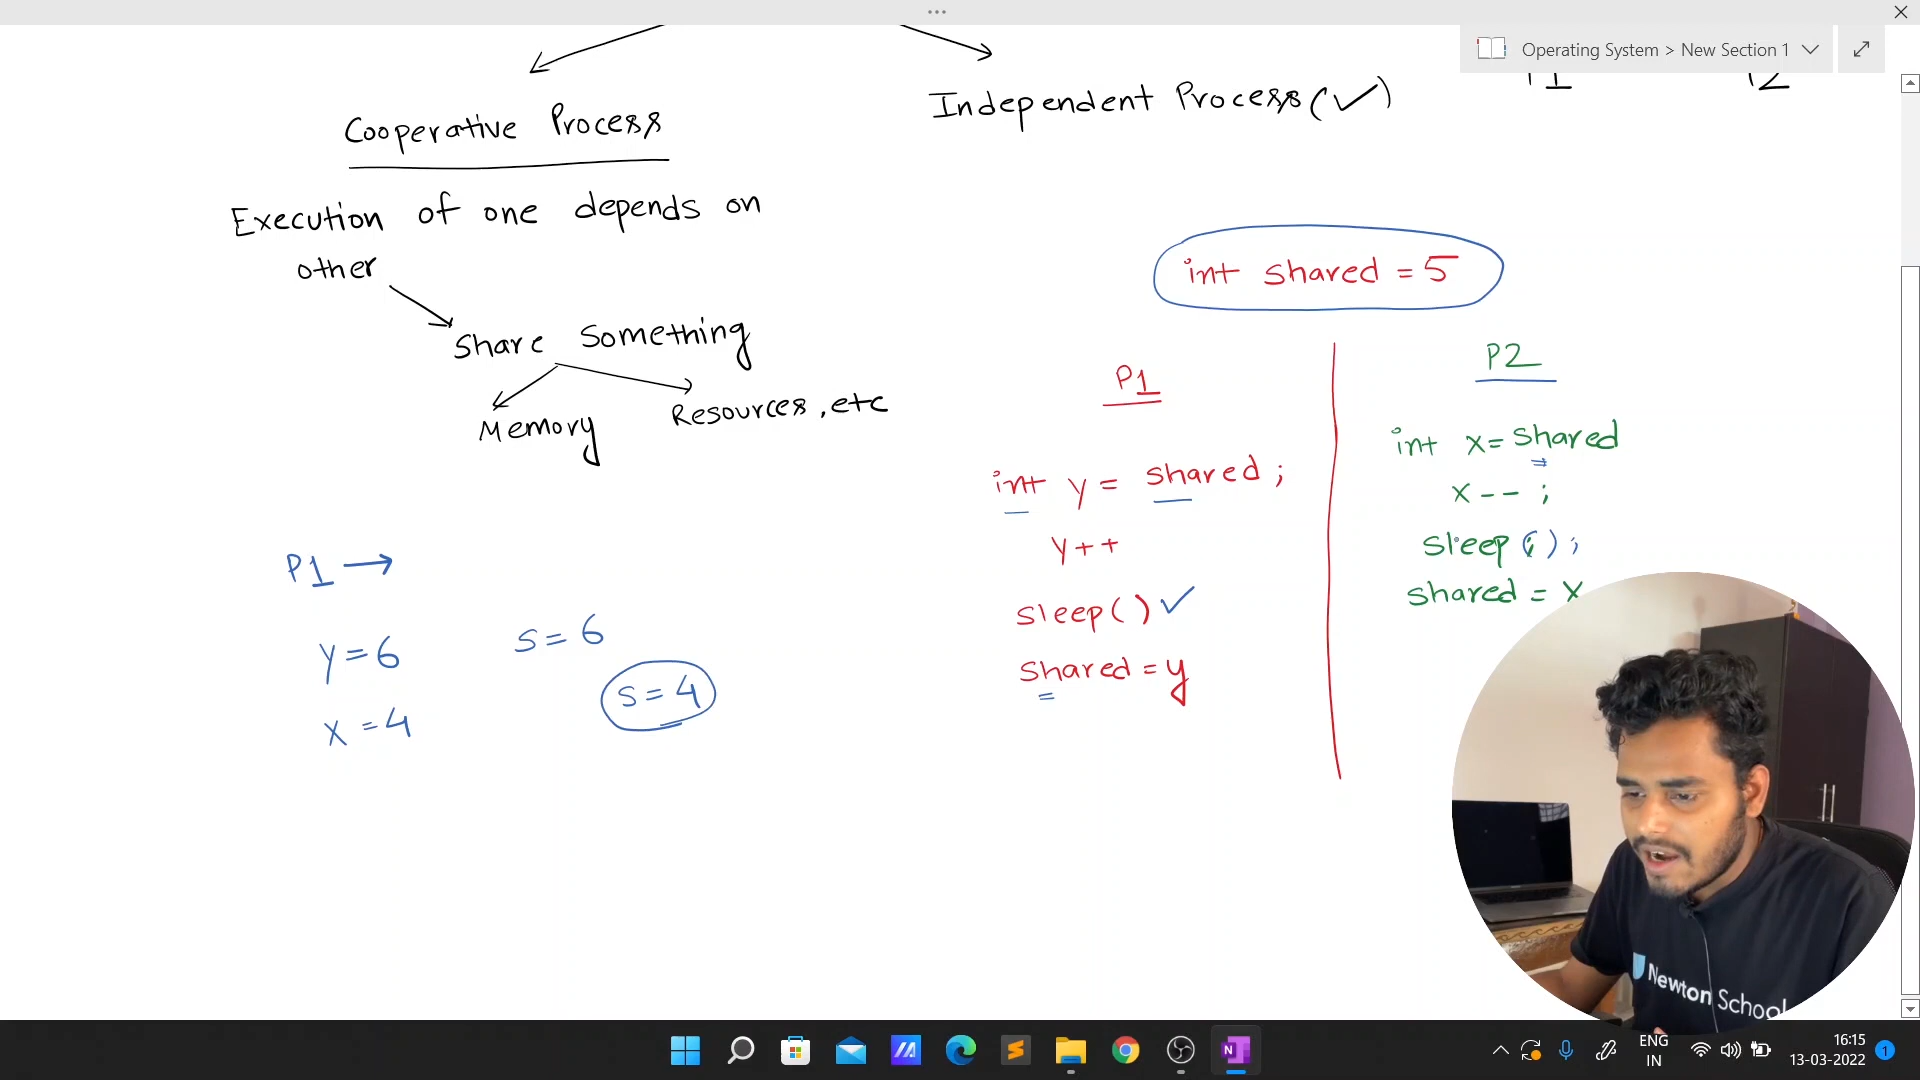 Operating System > New Section 1
Cooperative Process
Independent Process (✓)
Execution of one depends on
other
Share Something
Memory
Resources, etc
int shared = 5
P1
int y = shared ;
y++
sleep( ) ✓
shared = y
P2
int x = shared
x-- ;
sleep( ) ;
shared = x
P1 →
y = 6
s = 6
x = 4
s = 4
Newton School
ENG
IN
16:15
13-03-2022
1